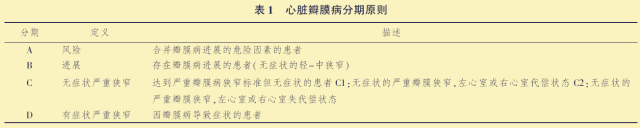 表1 心脏瓣膜病分期原则
分期 定义 描述
A 风险 合并瓣膜病进展的危险因素的患者
B 进展 存在瓣膜病进展的患者(无症状的轻-中狭窄)
C 无症状严重狭窄 达到严重瓣膜病狭窄标准但无症状的患者C1:无症状的严重瓣膜狭窄,左心室或右心室代偿状态C2:无症状的
严重瓣膜狭窄,左心室或右心室失代偿状态
D 有症状严重狭窄 因瓣膜病导致症状的患者